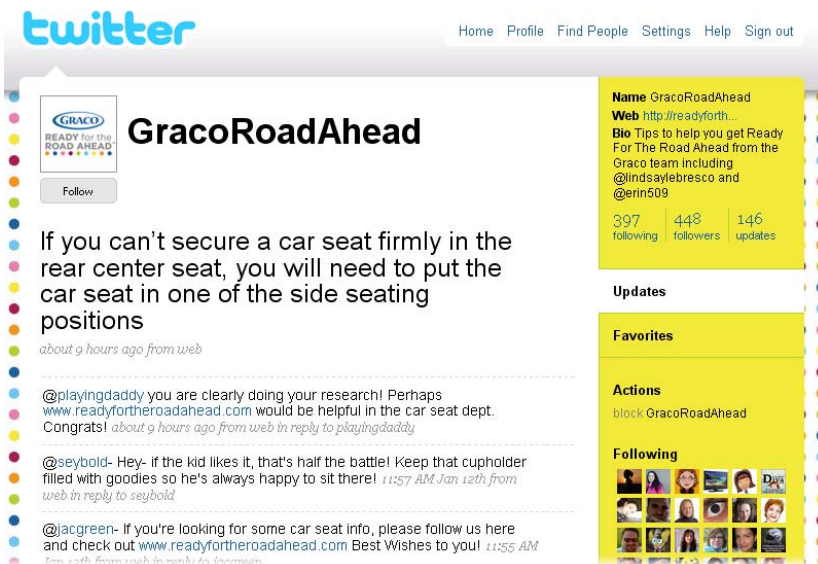 twitter
Home Profile Find People Settings Help Sign out
GRACO
READY for the
ROAD AHEAD
GracoRoadAhead
Follow
If you can't secure a car seat firmly in the
rear center seat, you will need to put the
car seat in one of the side seating
positions
about 9 hours ago from web
@playingdaddy you are clearly doing your research! Perhaps
www.readyfortheroadahead.com would be helpful in the car seat dept.
Congrats! about 9 hours ago from web in reply to playingdaddy
@seybold- Hey- if the kid likes it, that's half the battle! Keep that cupholder
filled with goodies so he's always happy to sit there! 11:57 AM Jan 12th from
web in reply to seybold
@jacgreen- If you're looking for some car seat info, please follow us here
and check out www.readyfortheroadahead.com Best Wishes to you! 11:55 AM
Jan 12th from web in reply to jacgreen
Name GracoRoadAhead
Web http://readyforth...
Bio Tips to help you get Ready
For The Road Ahead from the
Graco team including
@lindsaylebresco and
@erin509
397 448 146
following followers updates
Updates
Favorites
Actions
block GracoRoadAhead
Following